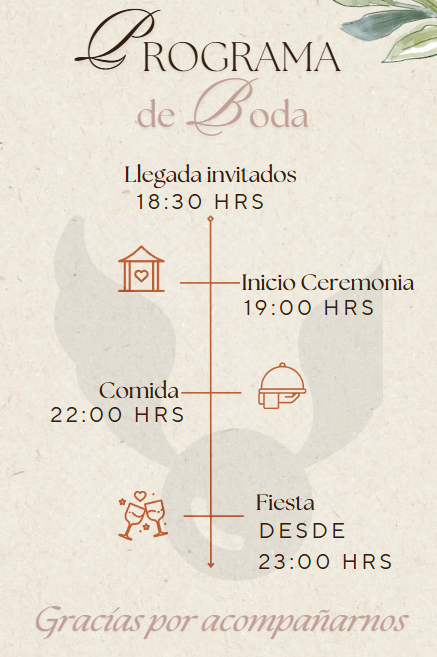 PROGRAMA
de Boda
Llegada invitados
18:30 HRS
Inicio Ceremonia
19:00 HRS
Comida
22:00 HRS
Fiesta
DESDE
23:00 HRS
Gracías por acompañarnos